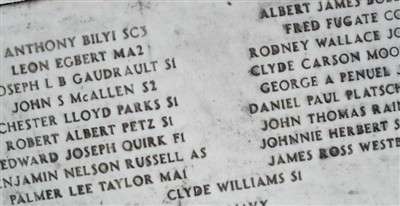 ANTHONY BILYI SC3
LEON EGBERT MA2
JOSEPH L B GAUDRAULT S1
JOHN S MCALLEN S2
CHESTER LLOYD PARKS S1
ROBERT ALBERT PETZ S1
EDWARD JOSEPH QUIRK F1
BENJAMIN NELSON RUSSELL AS
PALMER LEE TAYLOR MA1
ALBERT JAMES
FRED FUGATE
RODNEY WALLACE
CLYDE CARSON
GEORGE A PENUEL
DANIEL PAUL
JOHN THOMAS
JOHNNIE HERBERT
JAMES ROSS
CLYDE WILLIAMS S1